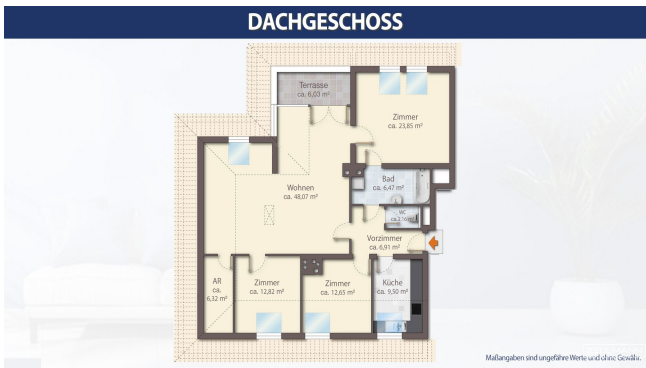 DACHGESCHOSS
Terrasse
ca. 6,03 m²
Zimmer
ca. 23,85 m²
Bad
ca. 6,47 m²
Wohnen
ca. 48,07 m²
WC
Vorzimmer
ca. 6,91 m²
AR
ca.
6,32 m²
Zimmer
ca. 12,82 m²
Zimmer
ca. 12,65 m²
Küche
ca. 9,50 m²
Maßangaben sind ungefähre Werte und ohne Gewähr.